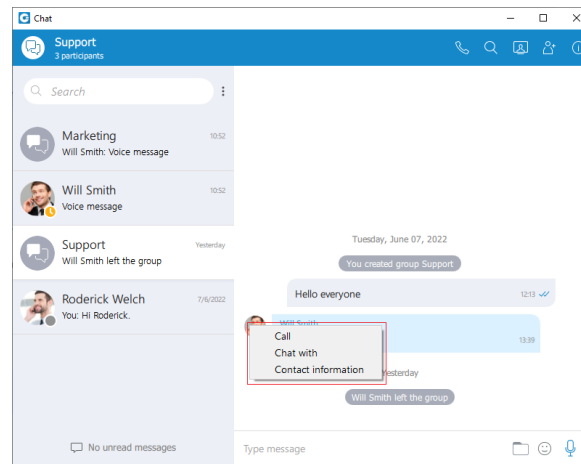 Chat
Support
3 participants
Search
Marketing
10:52
Will Smith: Voice message
Will Smith
10:52
Voice message
Support
Yesterday
Will Smith left the group
Roderick Welch
7/6/2022
You: Hi Roderick.
No unread messages
Tuesday, June 07, 2022
You created group Support
Hello everyone
12:13
Will Smith
Call
13:39
Chat with
Contact information
Yesterday
Will Smith left the group
Type message